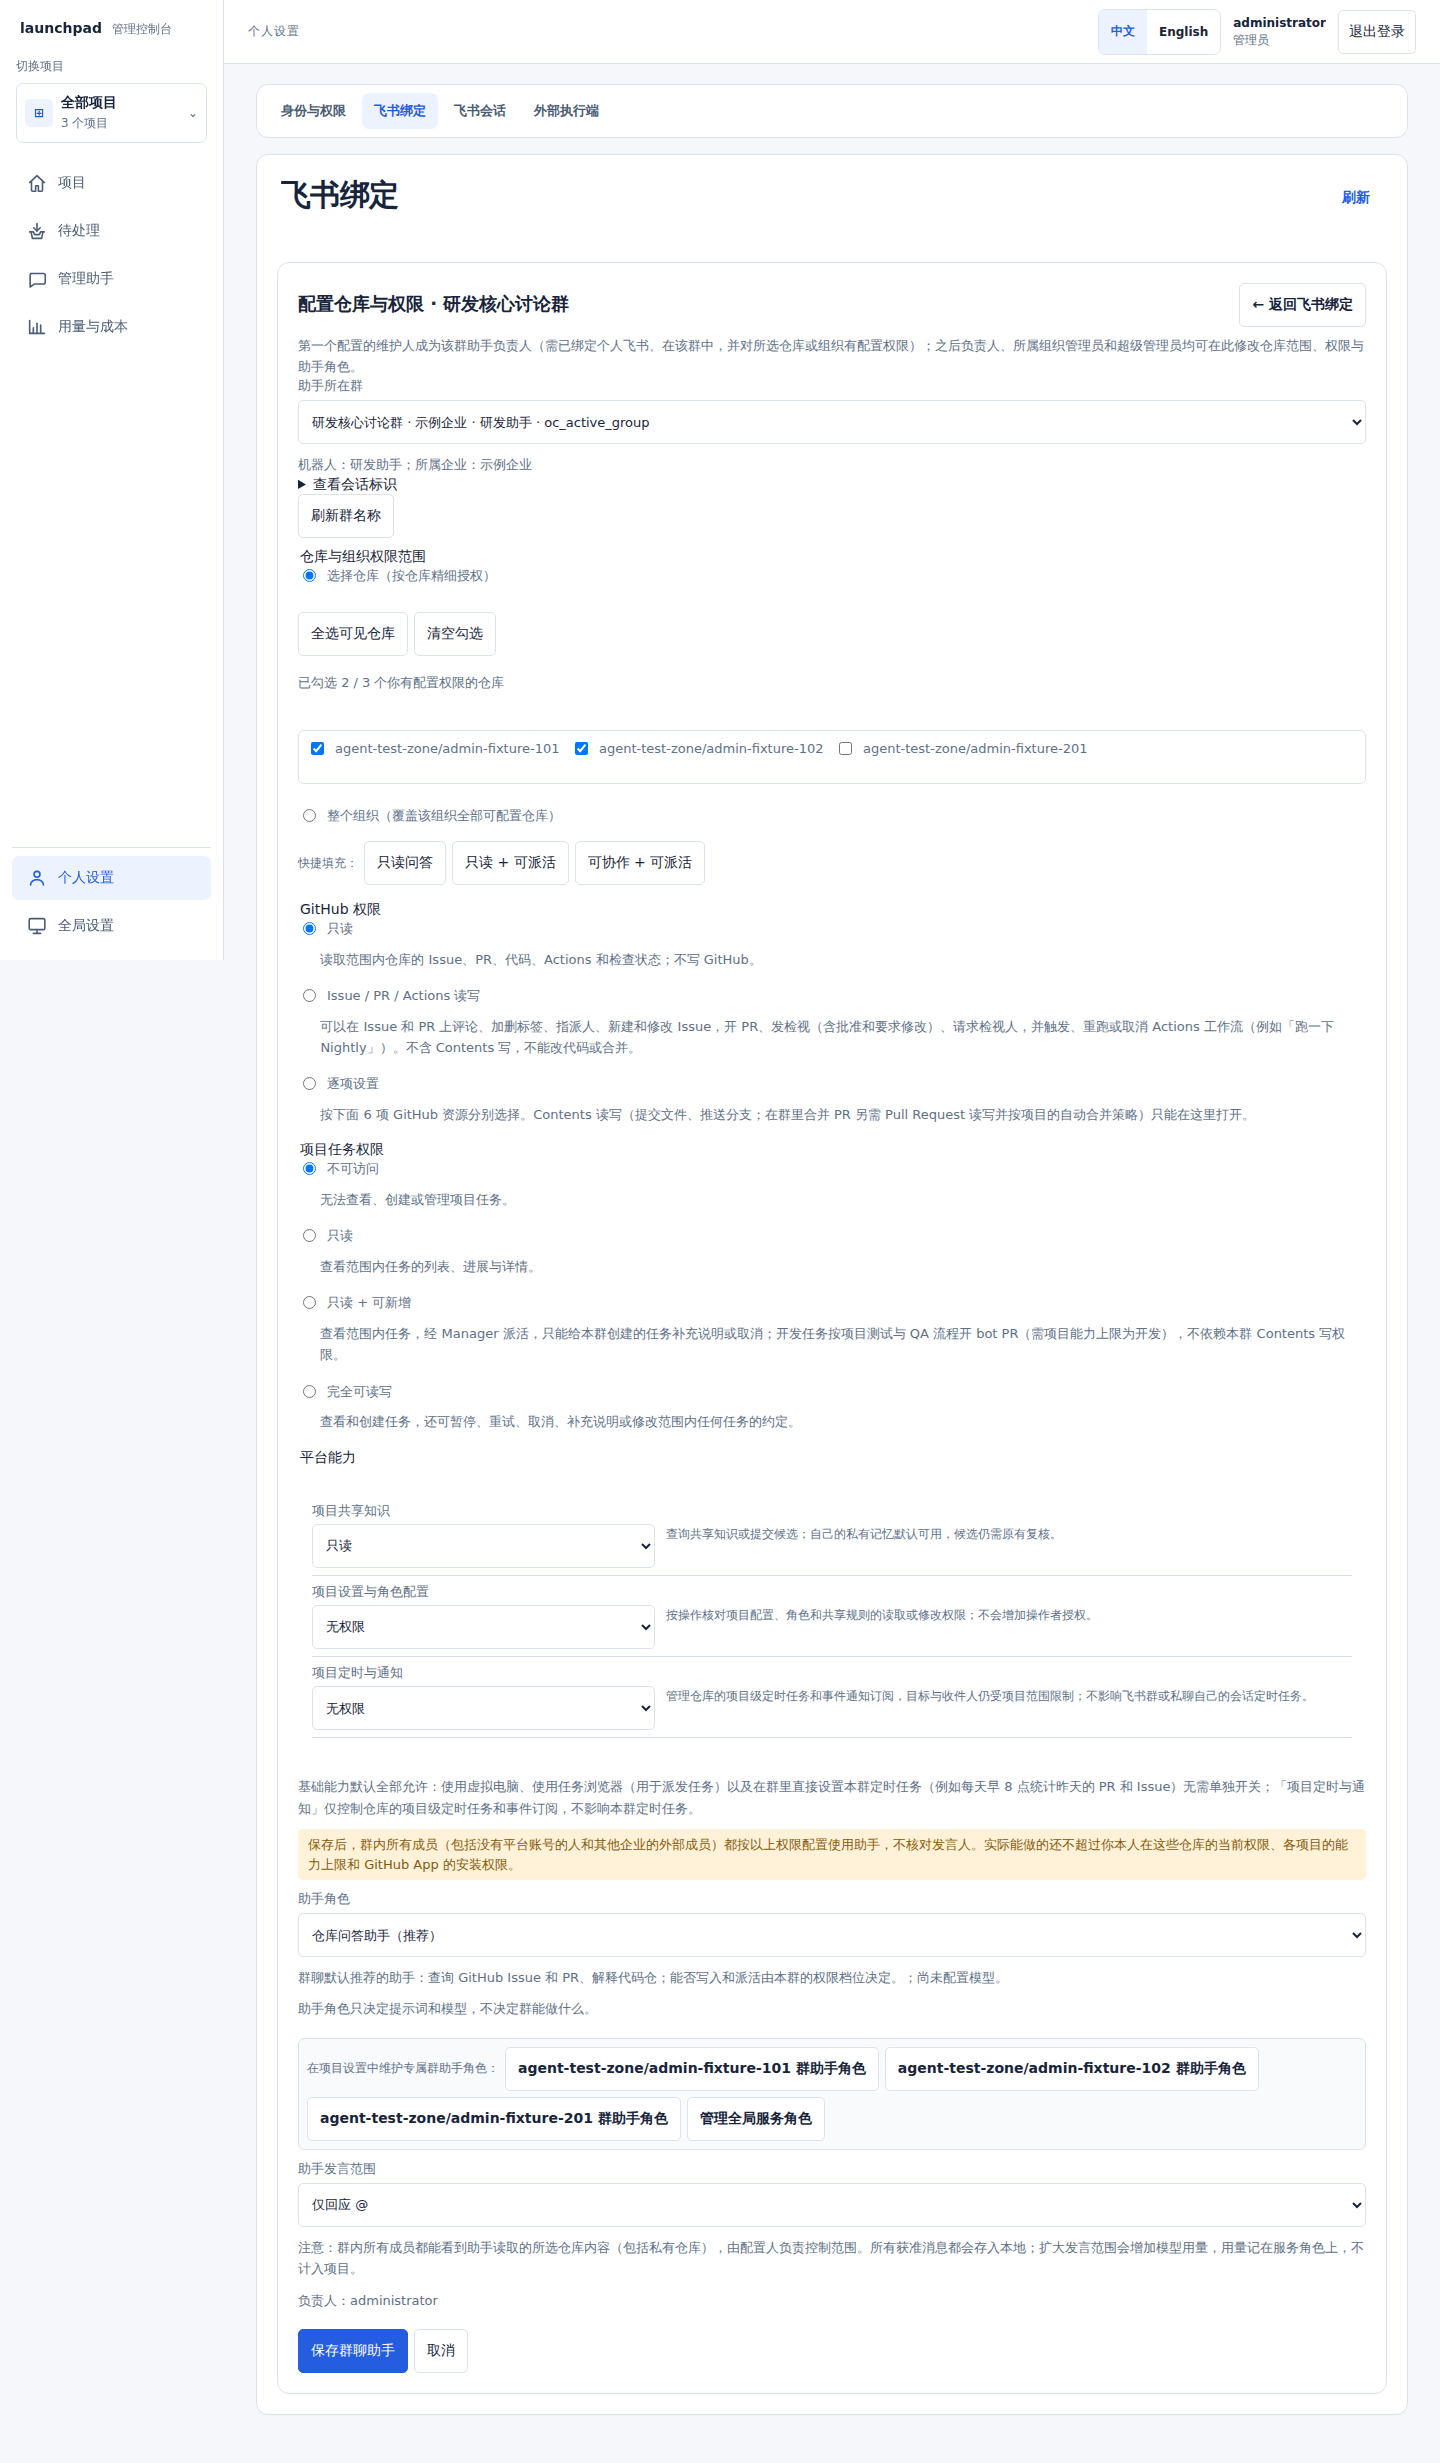 launchpad 管理控制台
切换项目
全部项目
3 个项目
项目
待处理
管理助手
用量与成本
个人设置
全局设置
个人设置
中文 English
administrator
管理员
退出登录
身份与权限 飞书绑定 飞书会话 外部执行端
飞书绑定
刷新
配置仓库与权限 · 研发核心讨论群
← 返回飞书绑定
第一个配置的维护人成为该群助手负责人（需已绑定个人飞书、在该群中，并对所选仓库或组织有配置权限）；之后负责人、所属组织管理员和超级管理员均可在此修改仓库范围、权限与
助手角色。
助手所在群
研发核心讨论群 · 示例企业 · 研发助手 · oc_active_group
机器人：研发助手；所属企业：示例企业
查看会话标识
刷新群名称
仓库与组织权限范围
选择仓库（按仓库精细授权）
全选可见仓库 清空勾选
已勾选 2 / 3 个你有配置权限的仓库
agent-test-zone/admin-fixture-101 agent-test-zone/admin-fixture-102 agent-test-zone/admin-fixture-201
整个组织（覆盖该组织全部可配置仓库）
快捷填充： 只读问答 只读 + 可派活 可协作 + 可派活
GitHub 权限
只读
读取范围内仓库的 Issue、PR、代码、Actions 和检查状态；不写 GitHub。
Issue / PR / Actions 读写
可以在 Issue 和 PR 上评论、加删标签、指派人、新建和修改 Issue，开 PR、发检视（含批准和要求修改）、请求检视人，并触发、重跑或取消 Actions 工作流（例如「跑一下
Nightly」）。不含 Contents 写，不能改代码或合并。
逐项设置
按下面 6 项 GitHub 资源分别选择。Contents 读写（提交文件、推送分支；在群里合并 PR 另需 Pull Request 读写并按项目的自动合并策略）只能在这里打开。
项目任务权限
不可访问
无法查看、创建或管理项目任务。
只读
查看范围内任务的列表、进展与详情。
只读 + 可新增
查看范围内任务，经 Manager 派活，只能给本群创建的任务补充说明或取消；开发任务按项目测试与 QA 流程开 bot PR（需项目能力上限为开发），不依赖本群 Contents 写权
限。
完全可读写
查看和创建任务，还可暂停、重试、取消、补充说明或修改范围内任何任务的约定。
平台能力
项目共享知识
只读
查询共享知识或提交候选；自己的私有记忆默认可用，候选仍需原有复核。
项目设置与角色配置
无权限
按操作核对项目配置、角色和共享规则的读取或修改权限；不会增加操作者授权。
项目定时与通知
无权限
管理仓库的项目级定时任务和事件通知订阅，目标与收件人仍受项目范围限制；不影响飞书群或私聊自己的会话定时任务。
基础能力默认全部允许：使用虚拟电脑、使用任务浏览器（用于派发任务）以及在群里直接设置本群定时任务（例如每天早 8 点统计昨天的 PR 和 Issue）无需单独开关；「项目定时与通
知」仅控制仓库的项目级定时任务和事件订阅，不影响本群定时任务。
保存后，群内所有成员（包括没有平台账号的人和其他企业的外部成员）都按以上权限配置使用助手，不核对发言人。实际能做的还不超过你本人在这些仓库的当前权限、各项目的能
力上限和 GitHub App 的安装权限。
助手角色
仓库问答助手（推荐）
群聊默认推荐的助手：查询 GitHub Issue 和 PR、解释代码仓；能否写入和派活由本群的权限档位决定。；尚未配置模型。
助手角色只决定提示词和模型，不决定群能做什么。
在项目设置中维护专属群助手角色： agent-test-zone/admin-fixture-101 群助手角色 agent-test-zone/admin-fixture-102 群助手角色
agent-test-zone/admin-fixture-201 群助手角色 管理全局服务角色
助手发言范围
仅回应 @
注意：群内所有成员都能看到助手读取的所选仓库内容（包括私有仓库），由配置人负责控制范围。所有获准消息都会存入本地；扩大发言范围会增加模型用量，用量记在服务角色上，不
计入项目。
负责人：administrator
保存群聊助手 取消